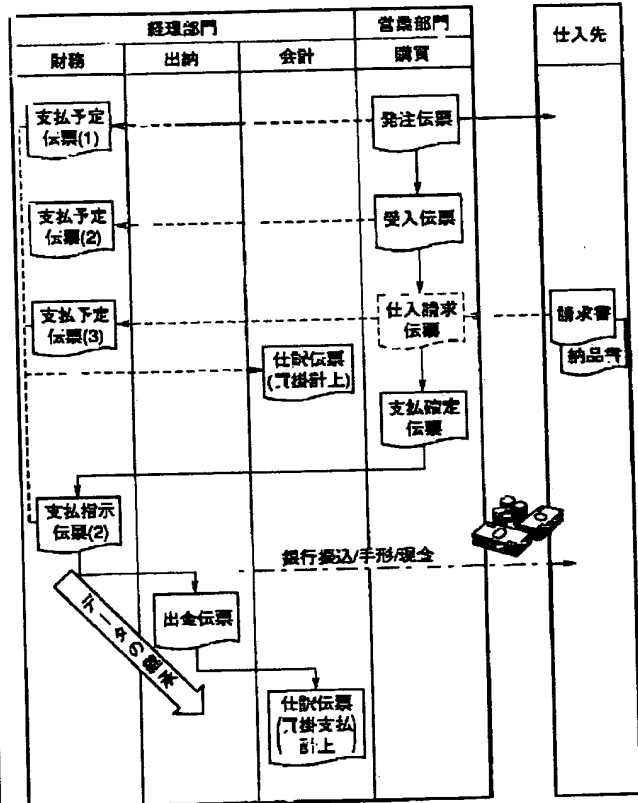 経理部門
営業部門
仕入先
財務
出納
会計
購買
支払予定
伝票(1)
発注伝票
支払予定
伝票(2)
受入伝票
支払予定
伝票(3)
仕入請求
伝票
請求書
納品書
仕訳伝票
(買掛計上)
支払確定
伝票
支払指示
伝票(2)
銀行振込/手形/現金
出金伝票
データの
仕訳伝票
(買掛支払
計上)